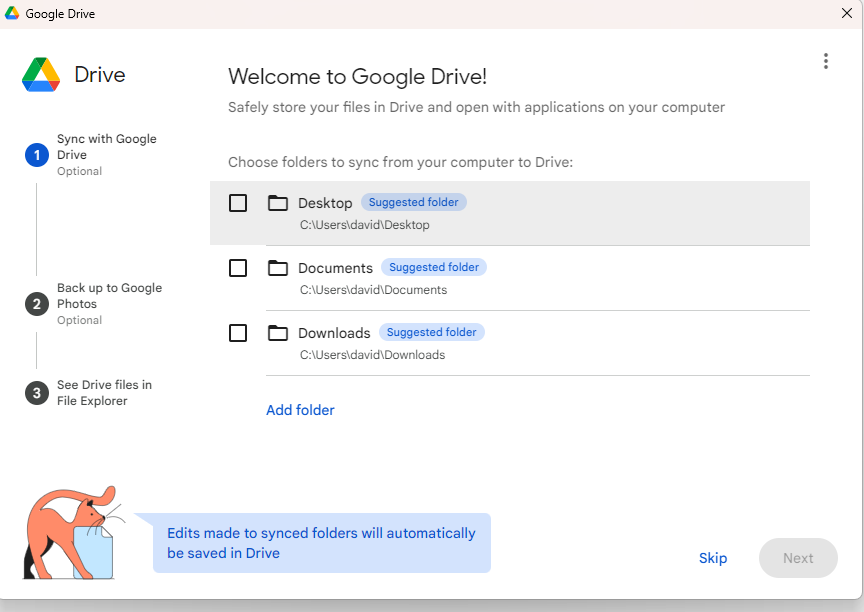 Google Drive
Drive
Welcome to Google Drive!
Safely store your files in Drive and open with applications on your computer
1
Sync with Google
Drive
Optional
2
Back up to Google
Photos
Optional
3
See Drive files in
File Explorer
Choose folders to sync from your computer to Drive:
Desktop Suggested folder
C:\Users\david\Desktop
Documents Suggested folder
C:\Users\david\Documents
Downloads Suggested folder
C:\Users\david\Downloads
Add folder
Edits made to synced folders will automatically
be saved in Drive
Skip Next